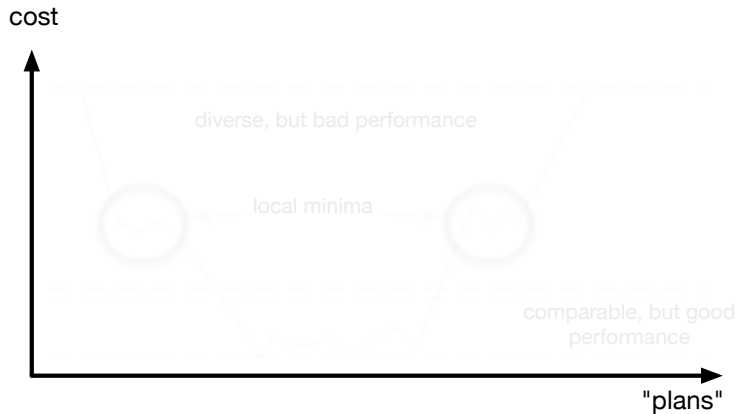 cost
diverse, but bad performance
local minima
comparable, but good
performance
"plans"